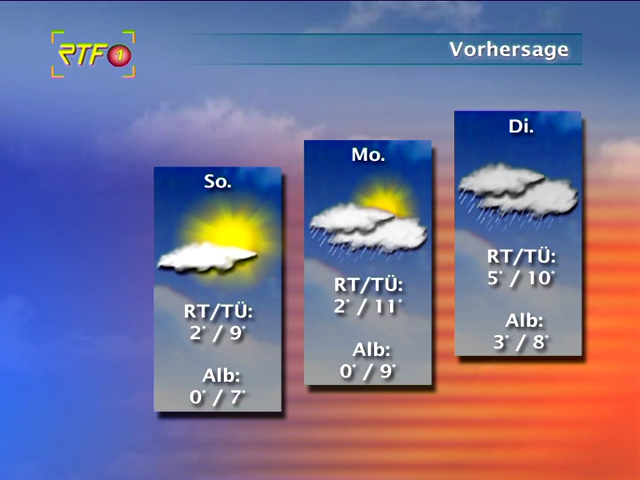 RTF 1
Vorhersage
So.
RT/TÜ:
2° / 9°
Alb:
0° / 7°
Mo.
RT/TÜ:
2° / 11°
Alb:
0° / 9°
Di.
RT/TÜ:
5° / 10°
Alb:
3° / 8°